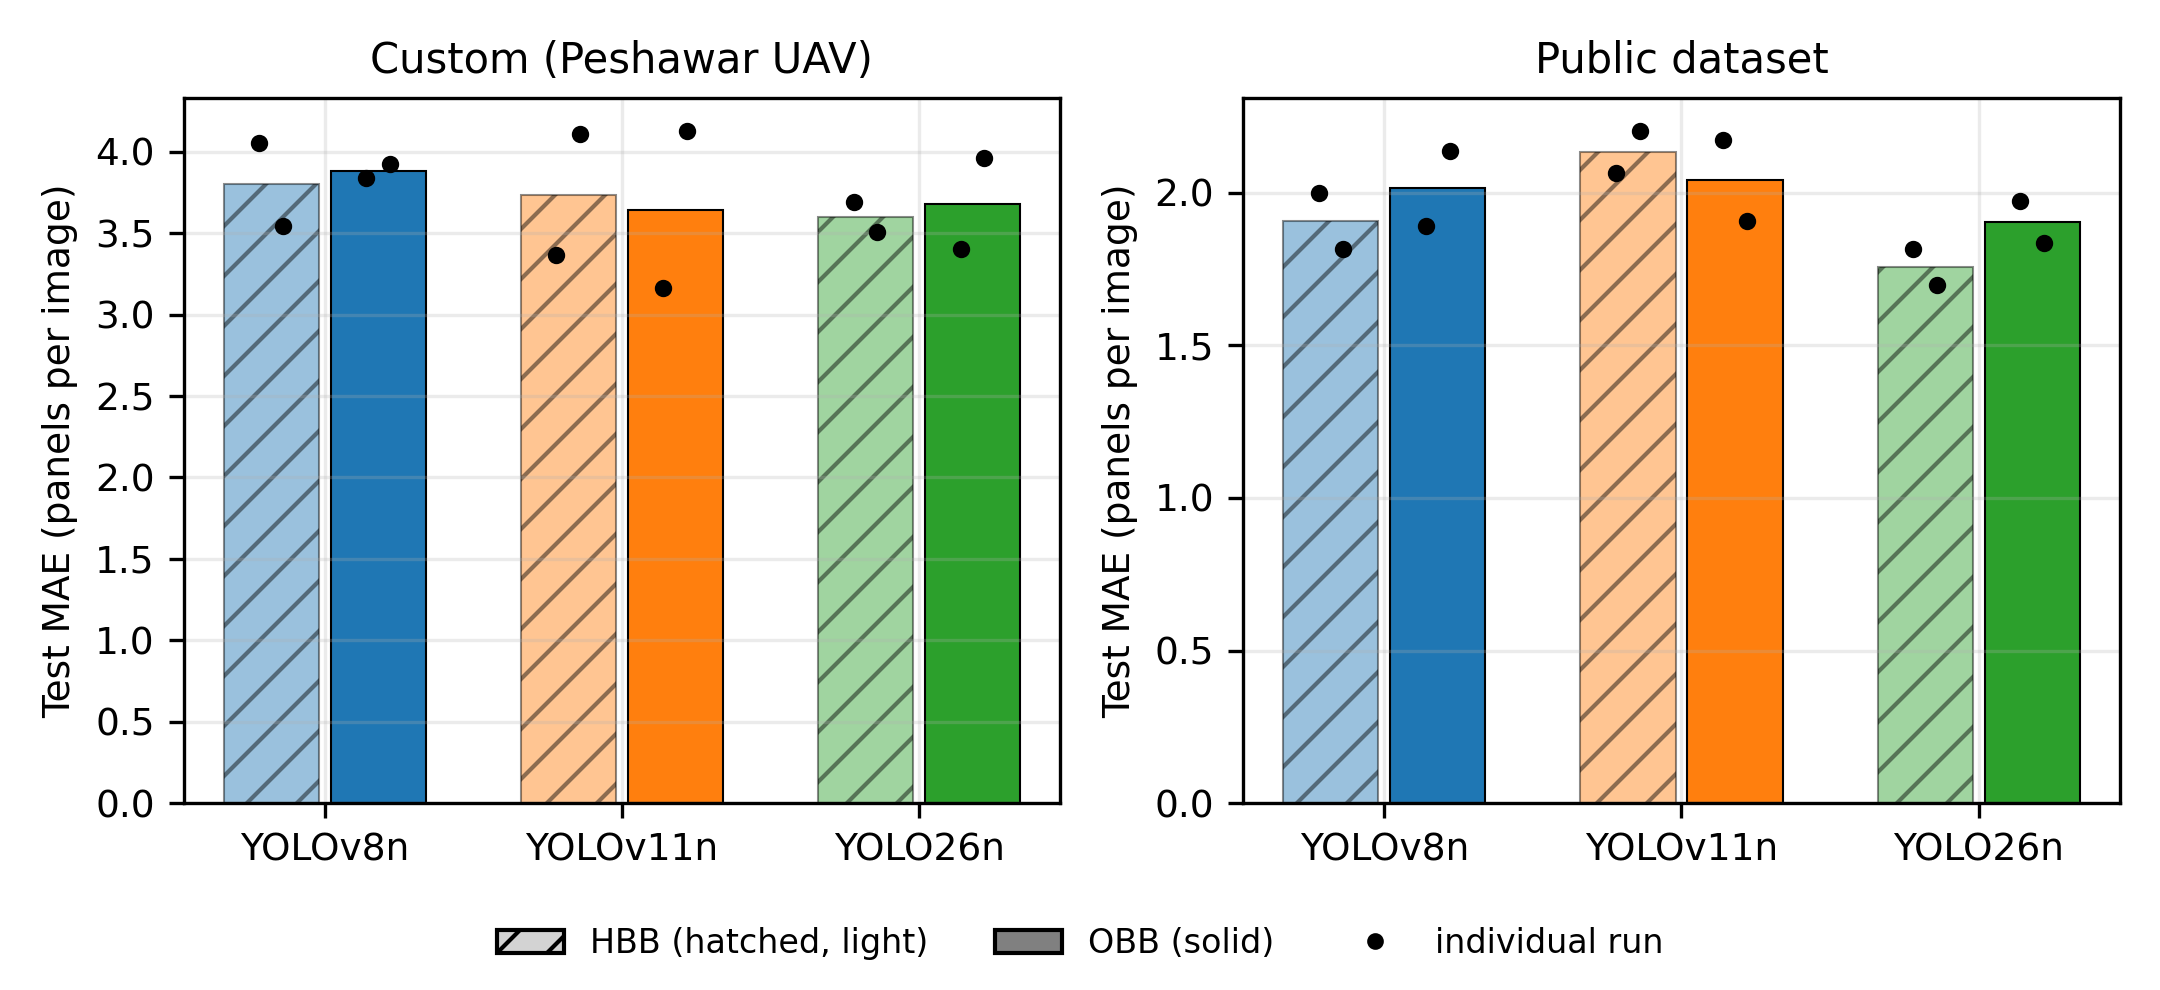 Custom (Peshawar UAV)
Test MAE (panels per image)
4.0
3.5
3.0
2.5
2.0
1.5
1.0
0.5
0.0
YOLOv8n YOLOv11n YOLO26n
Public dataset
Test MAE (panels per image)
2.0
1.5
1.0
0.5
0.0
YOLOv8n YOLOv11n YOLO26n
HBB (hatched, light) OBB (solid) individual run